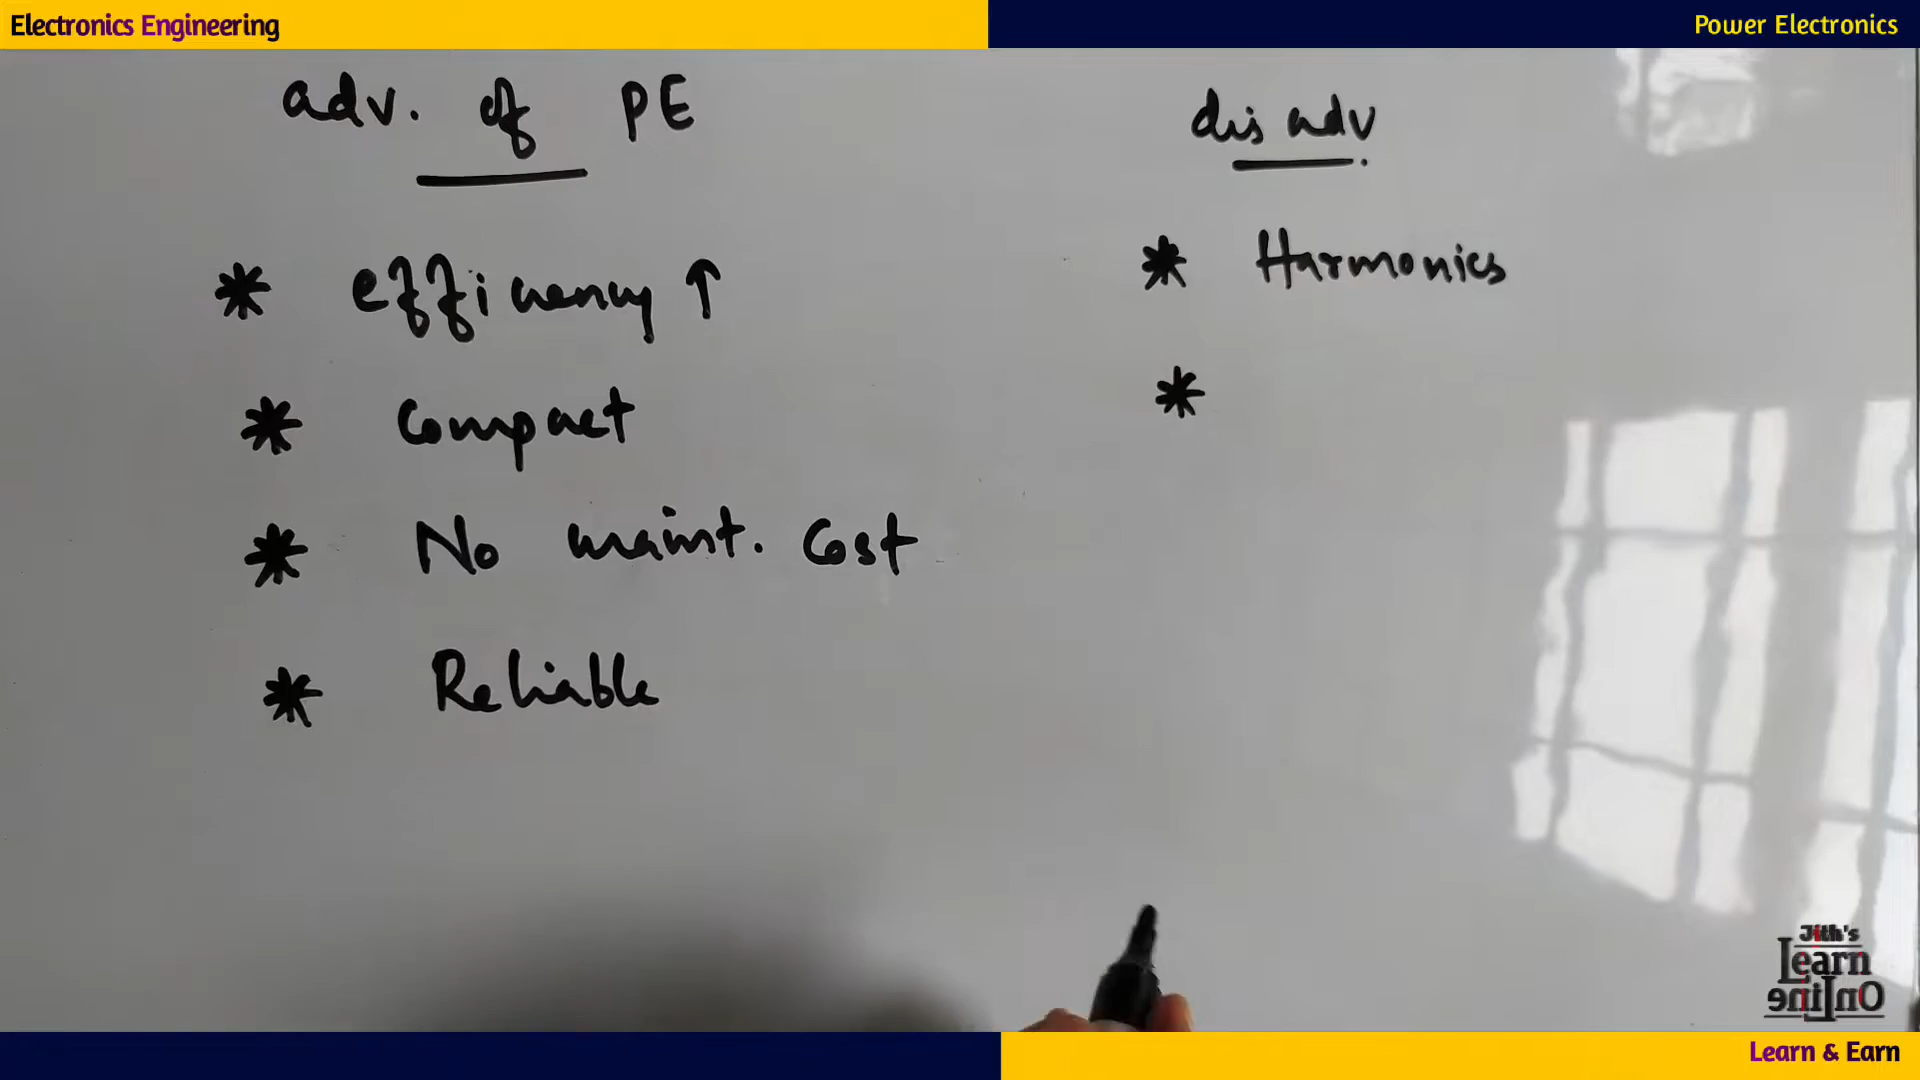 Electronics Engineering
Power Electronics
adv. of PE
* efficiency ↑
* Compact
* No maint. Cost
* Reliable
dis adv.
* Harmonics
*
Jith's
Learn
OnLine
Learn & Earn